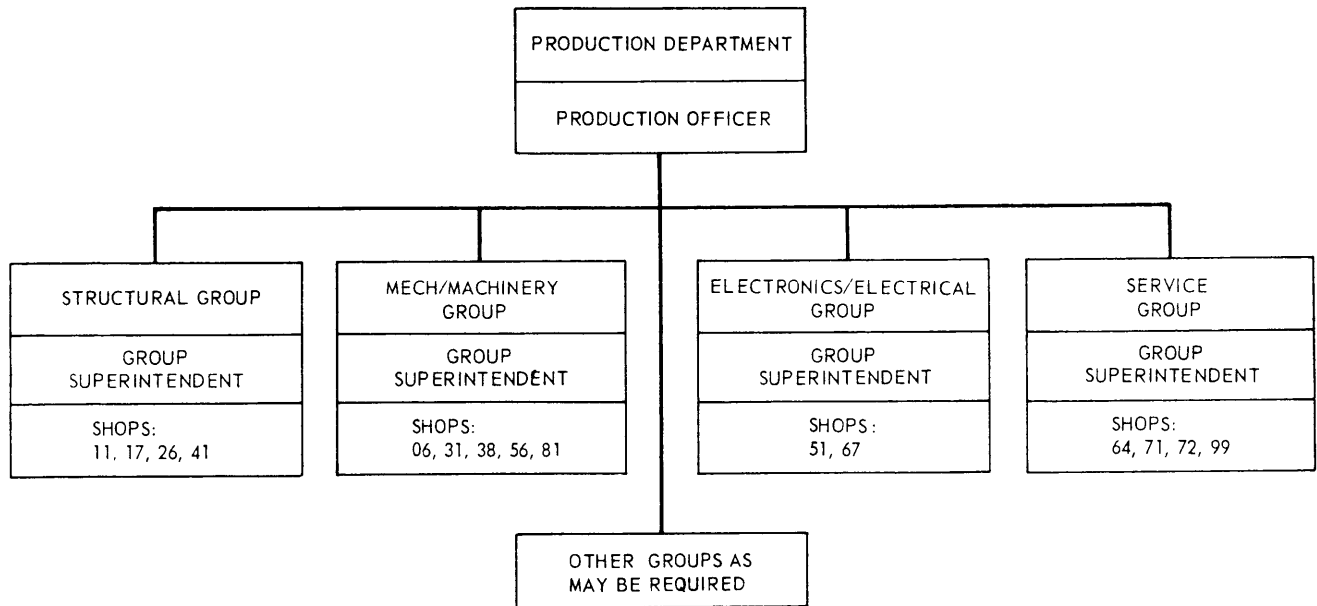 PRODUCTION DEPARTMENT
PRODUCTION OFFICER
STRUCTURAL GROUP
GROUP
SUPERINTENDENT
SHOPS:
11, 17, 26, 41
MECH/MACHINERY
GROUP
GROUP
SUPERINTENDENT
SHOPS:
06, 31, 38, 56, 81
ELECTRONICS/ELECTRICAL
GROUP
GROUP
SUPERINTENDENT
SHOPS:
51, 67
SERVICE
GROUP
GROUP
SUPERINTENDENT
SHOPS:
64, 71, 72, 99
OTHER GROUPS AS
MAY BE REQUIRED